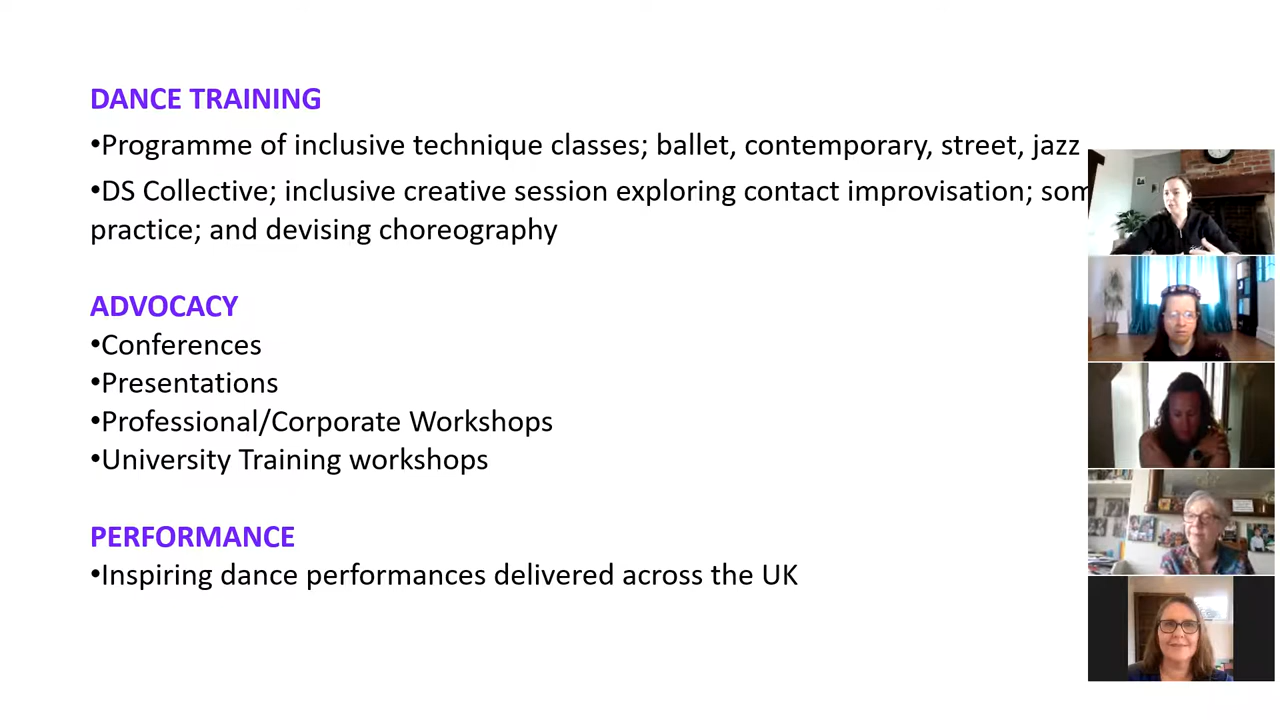 DANCE TRAINING
•Programme of inclusive technique classes; ballet, contemporary, street, jazz
•DS Collective; inclusive creative session exploring contact improvisation;
practice; and devising choreography
ADVOCACY
•Conferences
•Presentations
•Professional/Corporate Workshops
•University Training workshops
PERFORMANCE
•Inspiring dance performances delivered across the UK